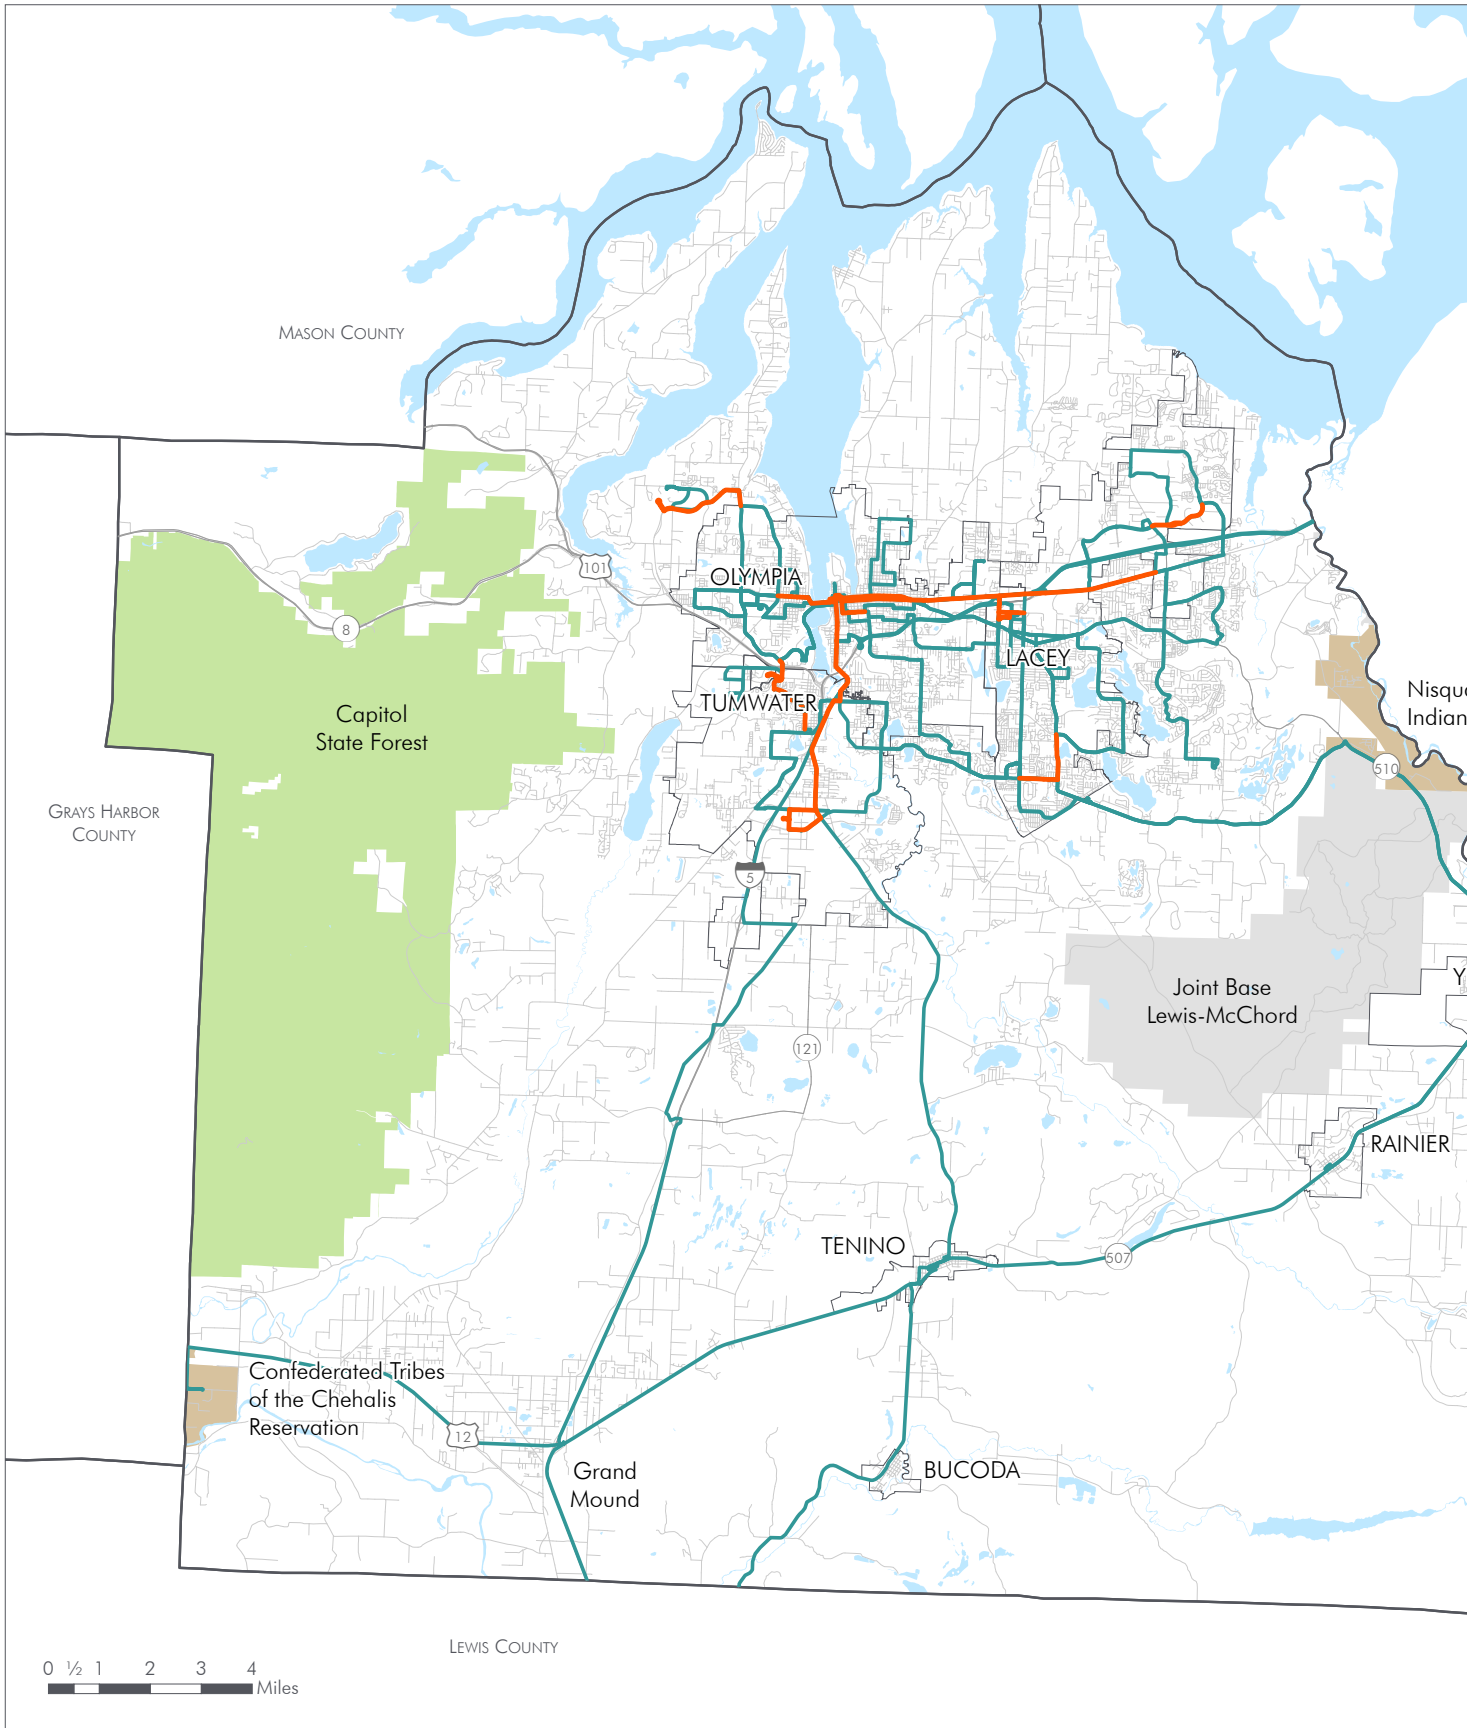 MASON COUNTY
101
OLYMPIA
8
LACEY
TUMWATER
Nisqu
Indian
Capitol
State Forest
510
GRAYS HARBOR
COUNTY
5
Y
Joint Base
Lewis-McChord
121
RAINIER
TENINO
507
Confederated Tribes
of the Chehalis
Reservation
12
Grand
Mound
BUCODA
LEWIS COUNTY
0 ½ 1 2 3 4
Miles